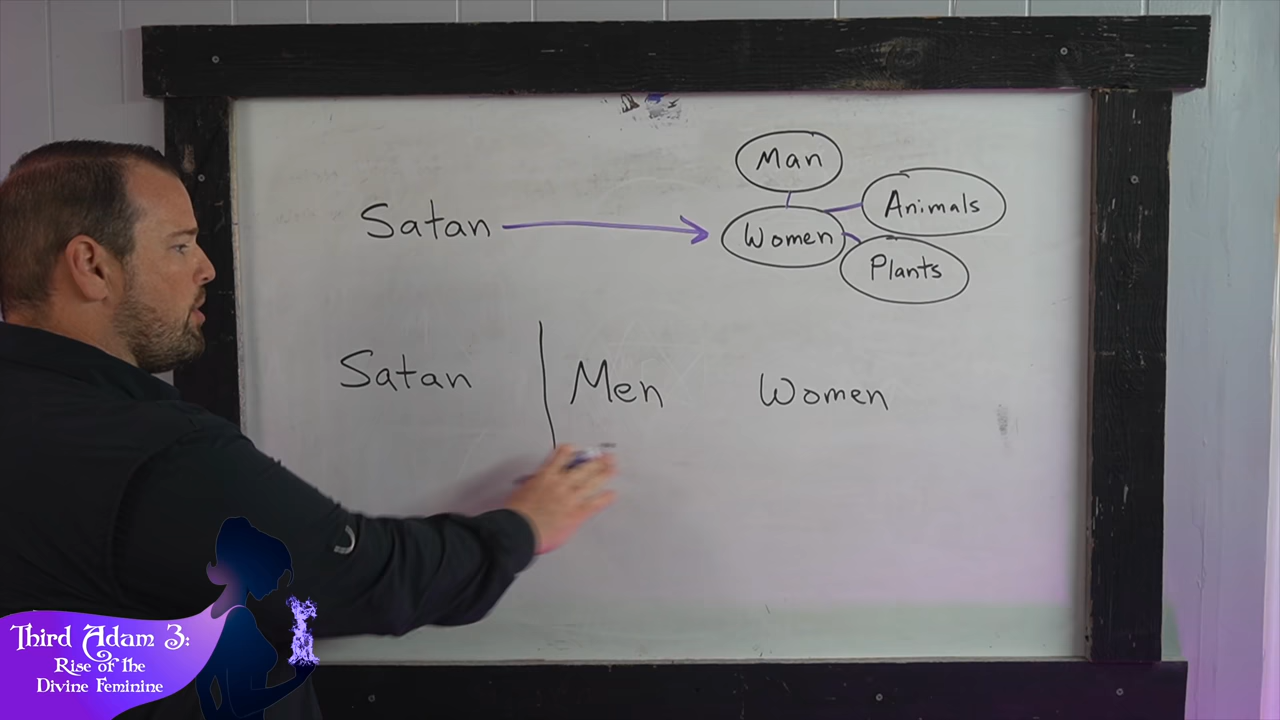 Man
Animals
Satan
Women
Plants
Satan
Men
Women
Third Adam 3:
Rise of the
Divine Feminine